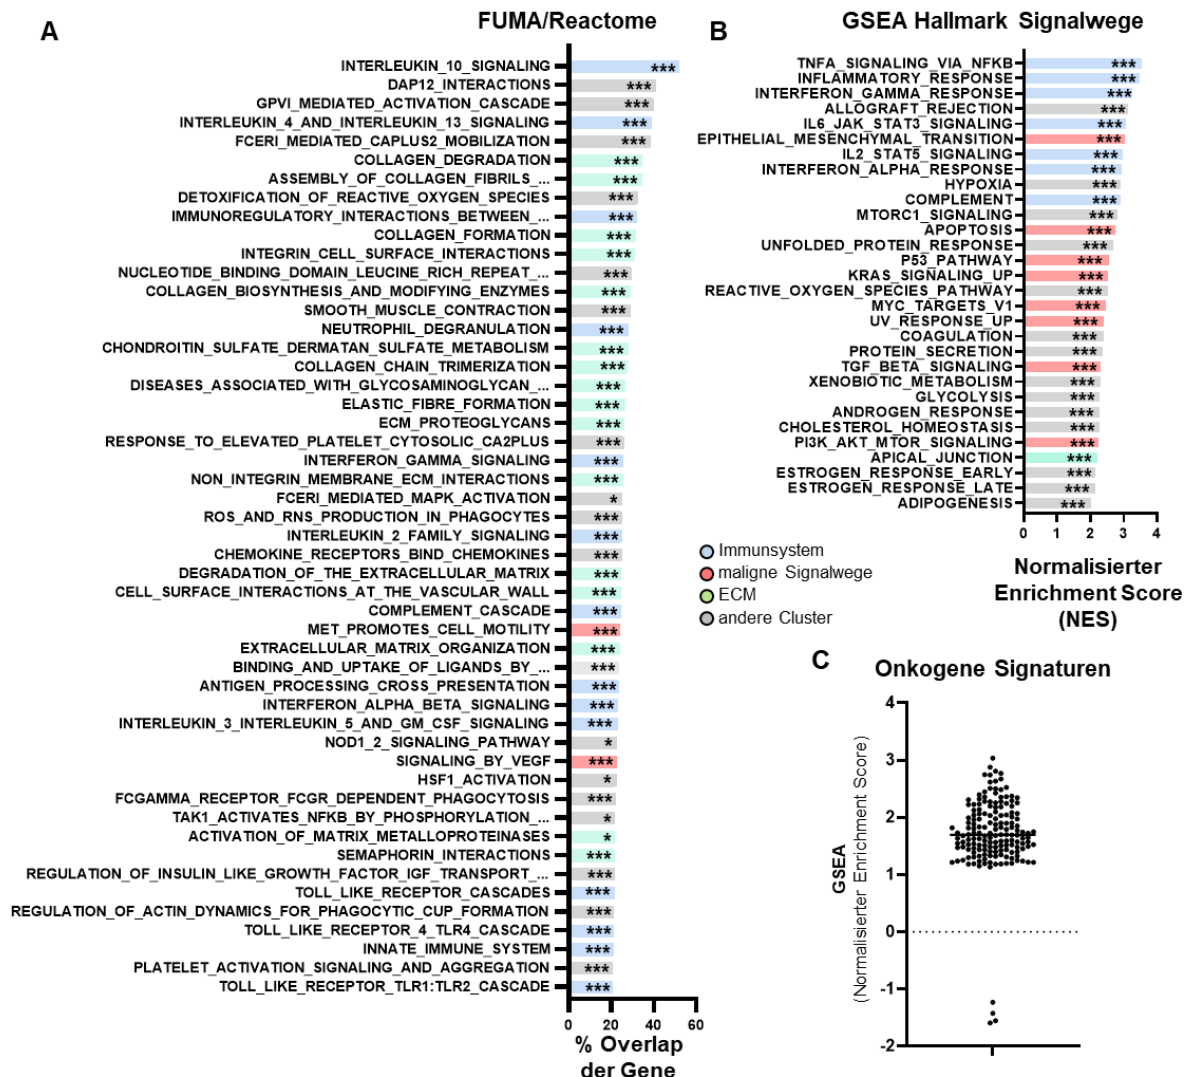 A
FUMA/Reactome
INTERLEUKIN_10_SIGNALING ***
DAP12_INTERACTIONS ***
GPVI_MEDIATED_ACTIVATION_CASCADE ***
INTERLEUKIN_4_AND_INTERLEUKIN_13_SIGNALING ***
FCERI_MEDIATED_CAPLUS2_MOBILIZATION ***
COLLAGEN_DEGRADATION ***
ASSEMBLY_OF_COLLAGEN_FIBRILS_... ***
DETOXIFICATION_OF_REACTIVE_OXYGEN_SPECIES ***
IMMUNOREGULATORY_INTERACTIONS_BETWEEN_... ***
COLLAGEN_FORMATION ***
INTEGRIN_CELL_SURFACE_INTERACTIONS ***
NUCLEOTIDE_BINDING_DOMAIN_LEUCINE_RICH_REPEAT_... ***
COLLAGEN_BIOSYNTHESIS_AND_MODIFYING_ENZYMES ***
SMOOTH_MUSCLE_CONTRACTION ***
NEUTROPHIL_DEGRANULATION ***
CHONDROITIN_SULFATE_DERMATAN_SULFATE_METABOLISM ***
COLLAGEN_CHAIN_TRIMERIZATION ***
DISEASES_ASSOCIATED_WITH_GLYCOSAMINOGLYCAN_... ***
ELASTIC_FIBRE_FORMATION ***
ECM_PROTEOGLYCANS ***
RESPONSE_TO_ELEVATED_PLATELET_CYTOSOLIC_CA2PLUS ***
INTERFERON_GAMMA_SIGNALING ***
NON_INTEGRIN_MEMBRANE_ECM_INTERACTIONS ***
FCERI_MEDIATED_MAPK_ACTIVATION *
ROS_AND_RNS_PRODUCTION_IN_PHAGOCYTES ***
INTERLEUKIN_2_FAMILY_SIGNALING ***
CHEMOKINE_RECEPTORS_BIND_CHEMOKINES ***
DEGRADATION_OF_THE_EXTRACELLULAR_MATRIX ***
CELL_SURFACE_INTERACTIONS_AT_THE_VASCULAR_WALL ***
COMPLEMENT_CASCADE ***
MET_PROMOTES_CELL_MOTILITY ***
EXTRACELLULAR_MATRIX_ORGANIZATION ***
BINDING_AND_UPTAKE_OF_LIGANDS_BY_... ***
ANTIGEN_PROCESSING_CROSS_PRESENTATION ***
INTERFERON_ALPHA_BETA_SIGNALING ***
INTERLEUKIN_3_INTERLEUKIN_5_AND_GM_CSF_SIGNALING ***
NOD1_2_SIGNALING_PATHWAY *
SIGNALING_BY_VEGF ***
HSF1_ACTIVATION *
FCGAMMA_RECEPTOR_FCGR_DEPENDENT_PHAGOCYTOSIS ***
TAK1_ACTIVATES_NFKB_BY_PHOSPHORYLATION_... *
ACTIVATION_OF_MATRIX_METALLOPROTEINASES *
SEMAPHORIN_INTERACTIONS ***
REGULATION_OF_INSULIN_LIKE_GROWTH_FACTOR_IGF_TRANSPORT_... ***
TOLL_LIKE_RECEPTOR_CASCADES ***
REGULATION_OF_ACTIN_DYNAMICS_FOR_PHAGOCYTIC_CUP_FORMATION ***
TOLL_LIKE_RECEPTOR_4_TLR4_CASCADE ***
INNATE_IMMUNE_SYSTEM ***
PLATELET_ACTIVATION_SIGNALING_AND_AGGREGATION ***
TOLL_LIKE_RECEPTOR_TLR1:TLR2_CASCADE ***
0 20 40 60
% Overlap
der Gene
B
GSEA Hallmark Signalwege
TNFA_SIGNALING_VIA_NFKB ***
INFLAMMATORY_RESPONSE ***
INTERFERON_GAMMA_RESPONSE ***
ALLOGRAFT_REJECTION ***
IL6_JAK_STAT3_SIGNALING ***
EPITHELIAL_MESENCHYMAL_TRANSITION ***
IL2_STAT5_SIGNALING ***
INTERFERON_ALPHA_RESPONSE ***
HYPOXIA ***
COMPLEMENT ***
MTORC1_SIGNALING ***
APOPTOSIS ***
UNFOLDED_PROTEIN_RESPONSE ***
P53_PATHWAY ***
KRAS_SIGNALING_UP ***
REACTIVE_OXYGEN_SPECIES_PATHWAY ***
MYC_TARGETS_V1 ***
UV_RESPONSE_UP ***
COAGULATION ***
PROTEIN_SECRETION ***
TGF_BETA_SIGNALING ***
XENOBIOTIC_METABOLISM ***
GLYCOLYSIS ***
ANDROGEN_RESPONSE ***
CHOLESTEROL_HOMEOSTASIS ***
PI3K_AKT_MTOR_SIGNALING ***
APICAL_JUNCTION ***
ESTROGEN_RESPONSE_EARLY ***
ESTROGEN_RESPONSE_LATE ***
ADIPOGENESIS ***
0 1 2 3 4
Normalisierter
Enrichment Score
(NES)
Immunsystem
maligne Signalwege
ECM
andere Cluster
C
Onkogene Signaturen
GSEA
(Normalisierter Enrichment Score)
4
3
2
1
0
-1
-2